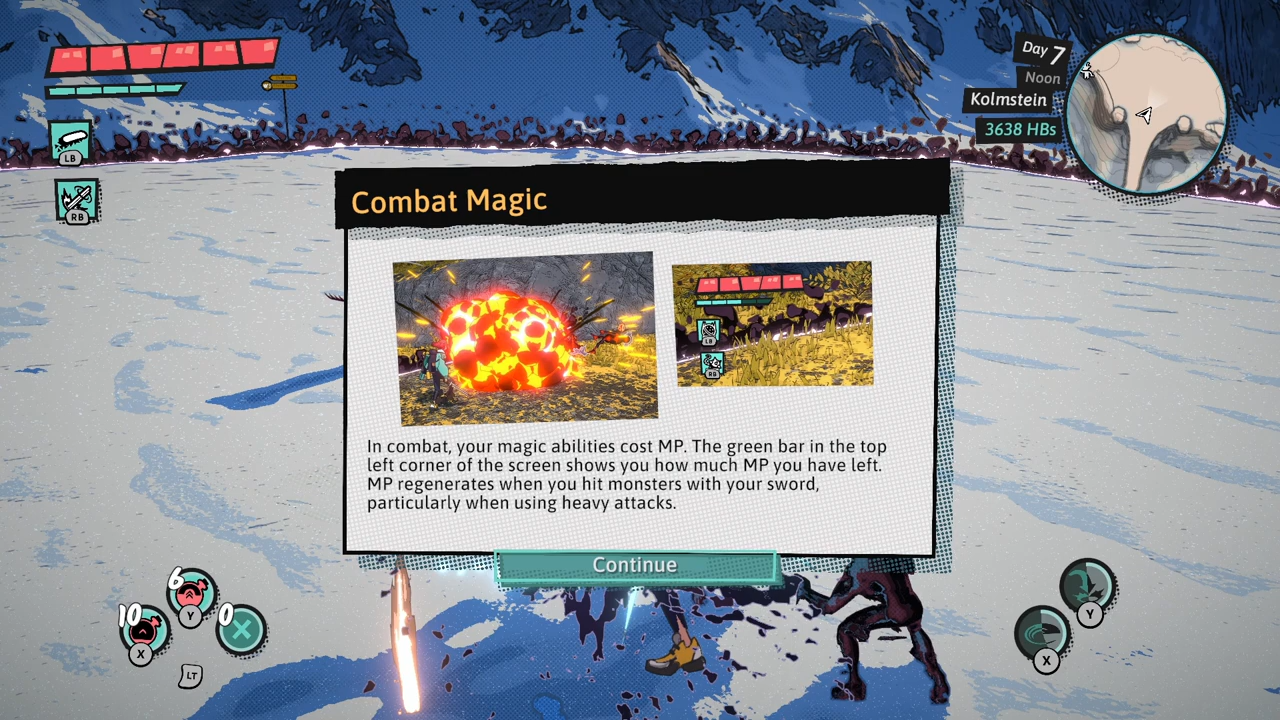 Day 7
Noon
Kolmstein
3638 HBs
LB
RB
Combat Magic
LB
RB
In combat, your magic abilities cost MP. The green bar in the top
left corner of the screen shows you how much MP you have left.
MP regenerates when you hit monsters with your sword,
particularly when using heavy attacks.
Continue
6
Y
10
X
0
LT
Y
X